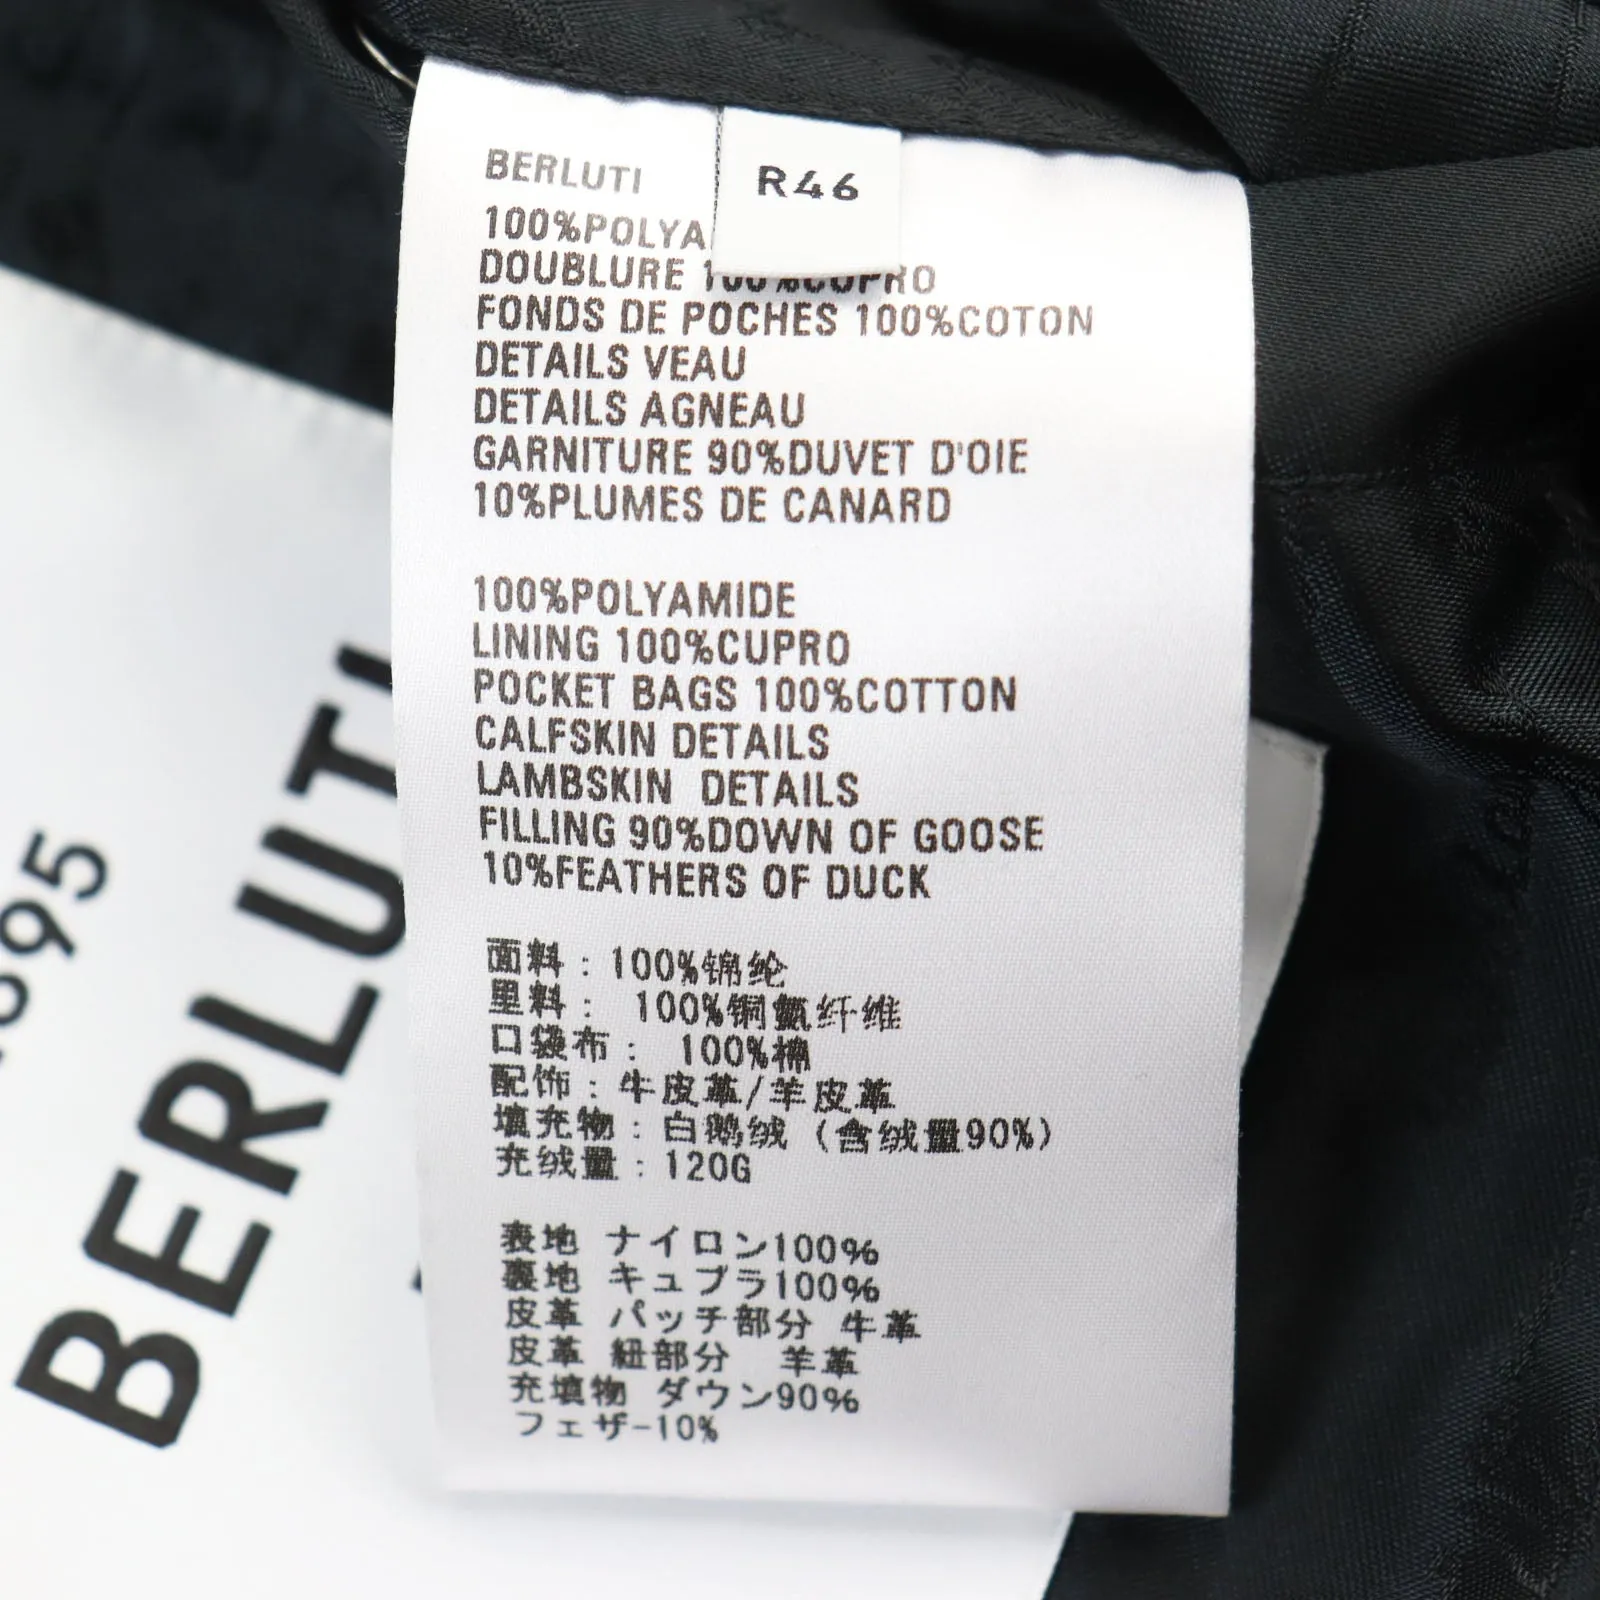 BERLUTI
R46
100%POLYA
DOUBLURE 100%CUPRO
FONDS DE POCHES 100%COTON
DETAILS VEAU
DETAILS AGNEAU
GARNITURE 90%DUVET D'OIE
10%PLUMES DE CANARD
100%POLYAMIDE
LINING 100%CUPRO
POCKET BAGS 100%COTTON
CALFSKIN DETAILS
LAMBSKIN DETAILS
FILLING 90%DOWN OF GOOSE
10%FEATHERS OF DUCK
面料：100%锦纶
里料： 100%铜氨纤维
口袋布： 100%棉
配饰：牛皮革/羊皮革
填充物：白鹅绒（含绒量90%）
充绒量：120G
表地 ナイロン100%
裏地 キュプラ100%
皮革 パッチ部分 牛革
皮革 紐部分 羊革
充填物 ダウン90%
フェザｰ10%
BERLUTI
895